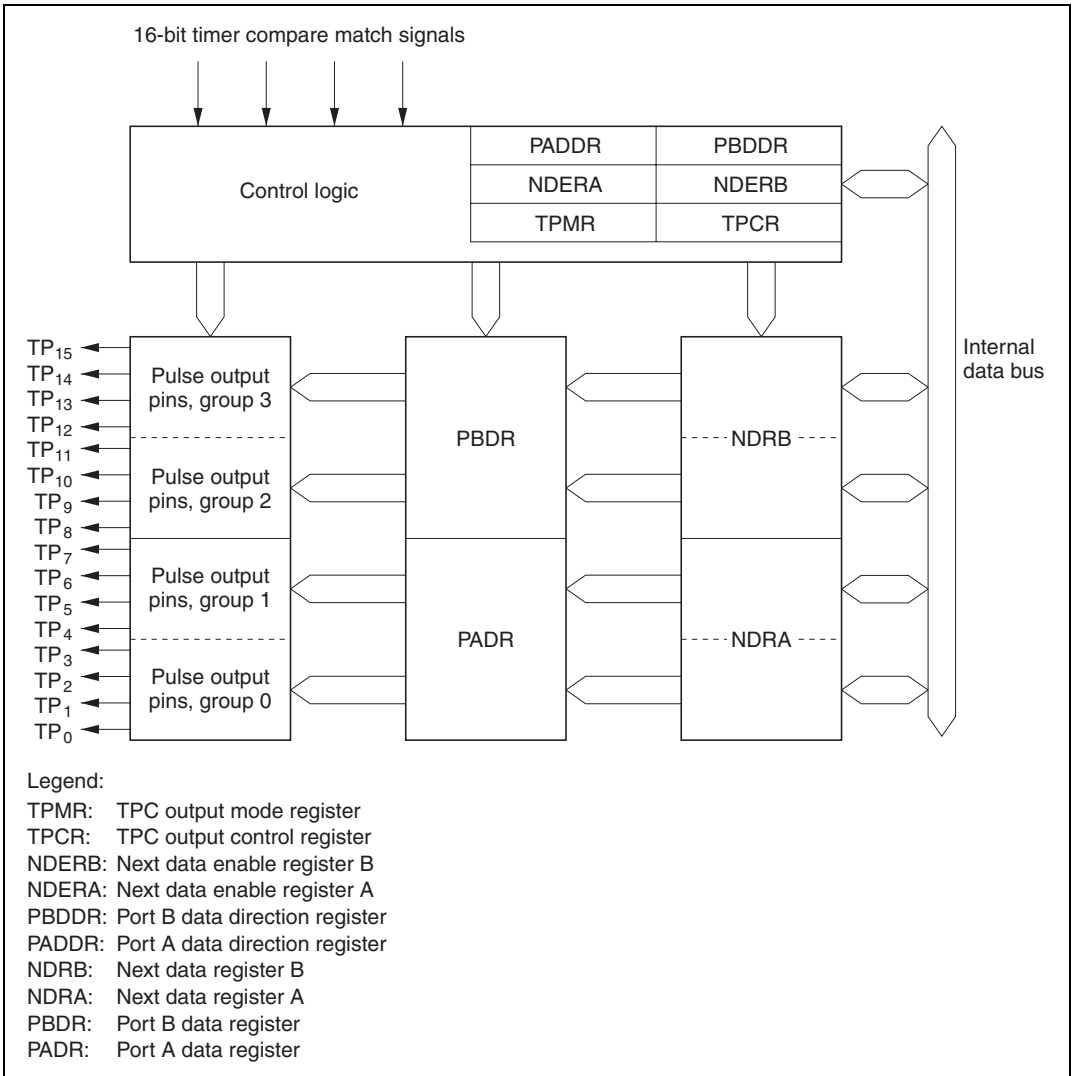 16-bit timer compare match signals
Control logic
PADDR PBDDR
NDERA NDERB
TPMR TPCR
Internal
data bus
TP15
TP14
TP13
TP12
TP11
TP10
TP9
TP8
TP7
TP6
TP5
TP4
TP3
TP2
TP1
TP0
Pulse output
pins, group 3
Pulse output
pins, group 2
Pulse output
pins, group 1
Pulse output
pins, group 0
PBDR
PADR
NDRB
NDRA
Legend:
TPMR: TPC output mode register
TPCR: TPC output control register
NDERB: Next data enable register B
NDERA: Next data enable register A
PBDDR: Port B data direction register
PADDR: Port A data direction register
NDRB: Next data register B
NDRA: Next data register A
PBDR: Port B data register
PADR: Port A data register